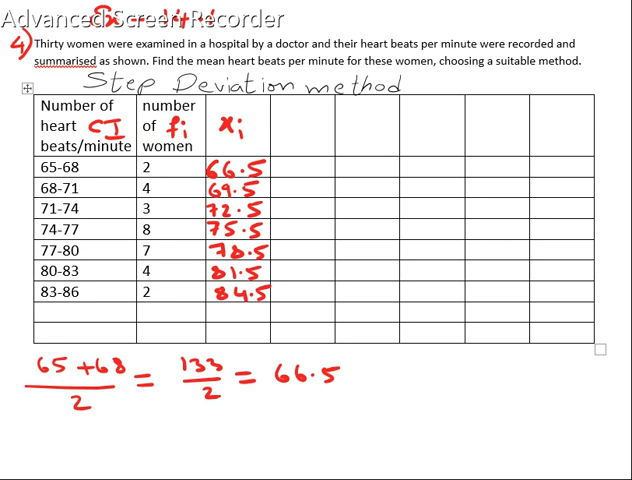 Advanced Screen Recorder
4) Thirty women were examined in a hospital by a doctor and their heart beats per minute were recorded and
summarised as shown. Find the mean heart beats per minute for these women, choosing a suitable method.
Step Deviation method
Number of heart CI beats/minute number of fi women xi
65-68 2 66.5
68-71 4 69.5
71-74 3 72.5
74-77 8 75.5
77-80 7 78.5
80-83 4 81.5
83-86 2 84.5
65+68/2 = 133/2 = 66.5